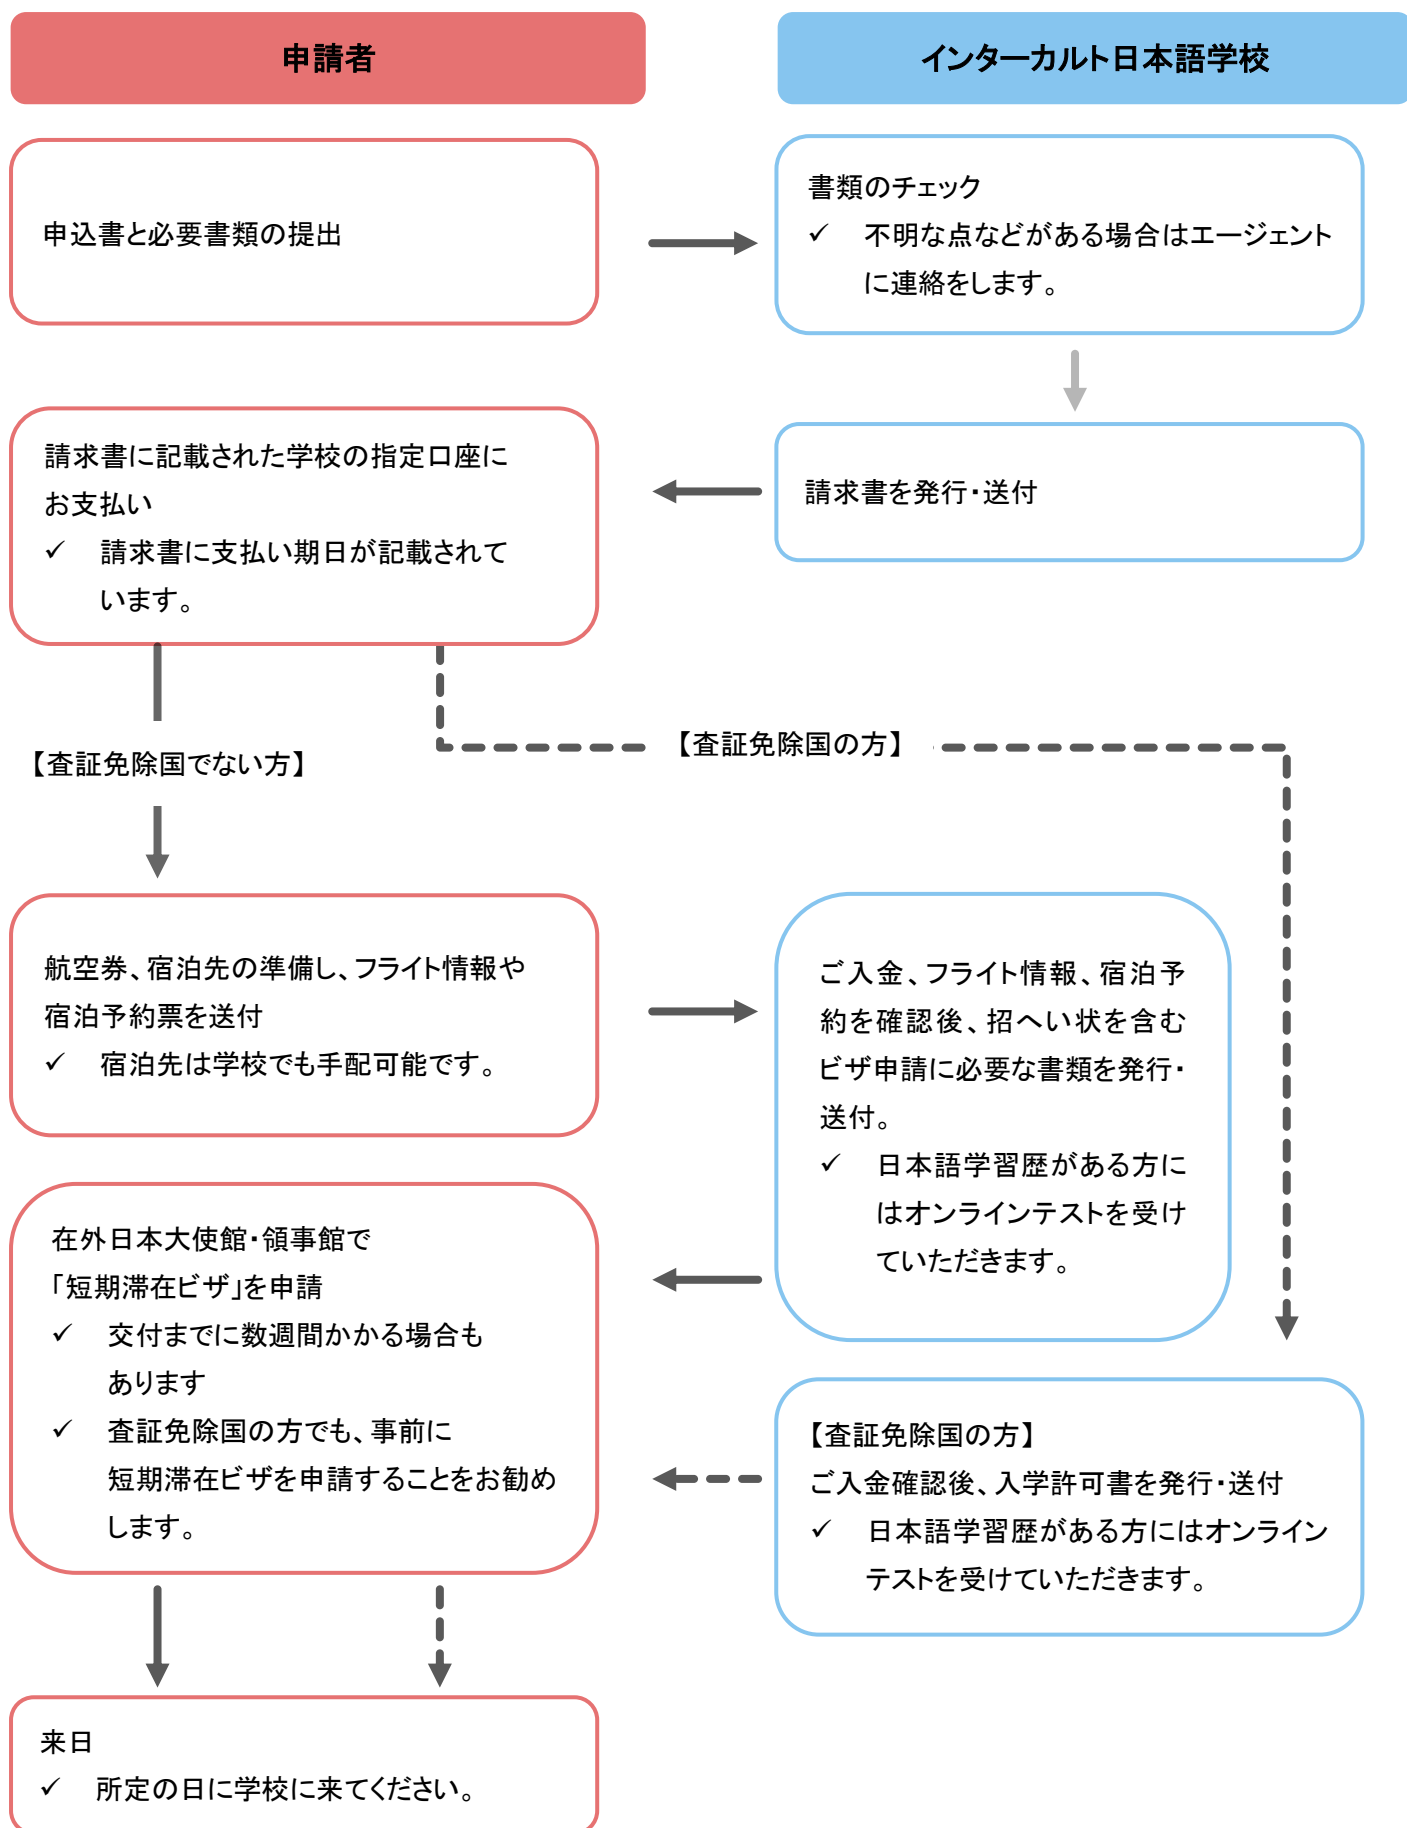 申請者
インターカルト日本語学校
申込書と必要書類の提出
書類のチェック
✓ 不明な点などがある場合はエージェント
に連絡をします。
請求書を発行・送付
請求書に記載された学校の指定口座に
お支払い
✓ 請求書に支払い期日が記載されて
います。
【査証免除国でない方】
【査証免除国の方】
航空券、宿泊先の準備し、フライト情報や
宿泊予約票を送付
✓ 宿泊先は学校でも手配可能です。
ご入金、フライト情報、宿泊予
約を確認後、招へい状を含む
ビザ申請に必要な書類を発行・
送付。
✓ 日本語学習歴がある方に
はオンラインテストを受け
ていただきます。
在外日本大使館・領事館で
「短期滞在ビザ」を申請
✓ 交付までに数週間かかる場合も
あります
✓ 査証免除国の方でも、事前に
短期滞在ビザを申請することをお勧め
します。
【査証免除国の方】
ご入金確認後、入学許可書を発行・送付
✓ 日本語学習歴がある方にはオンライン
テストを受けていただきます。
来日
✓ 所定の日に学校に来てください。